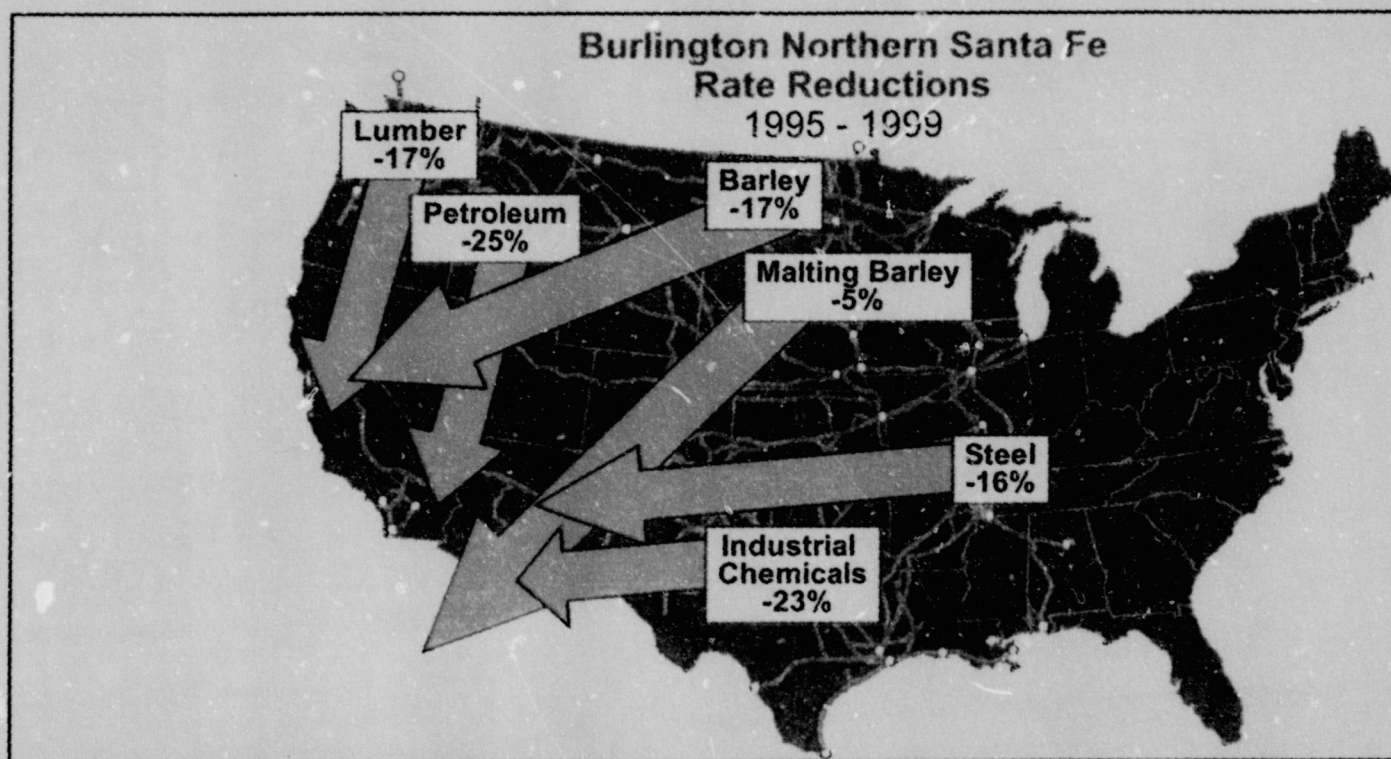 Burlington Northern Santa Fe
Rate Reductions
1995 - 1999
Lumber
-17%
Petroleum
-25%
Barley
-17%
Malting Barley
-5%
Steel
-16%
Industrial
Chemicals
-23%